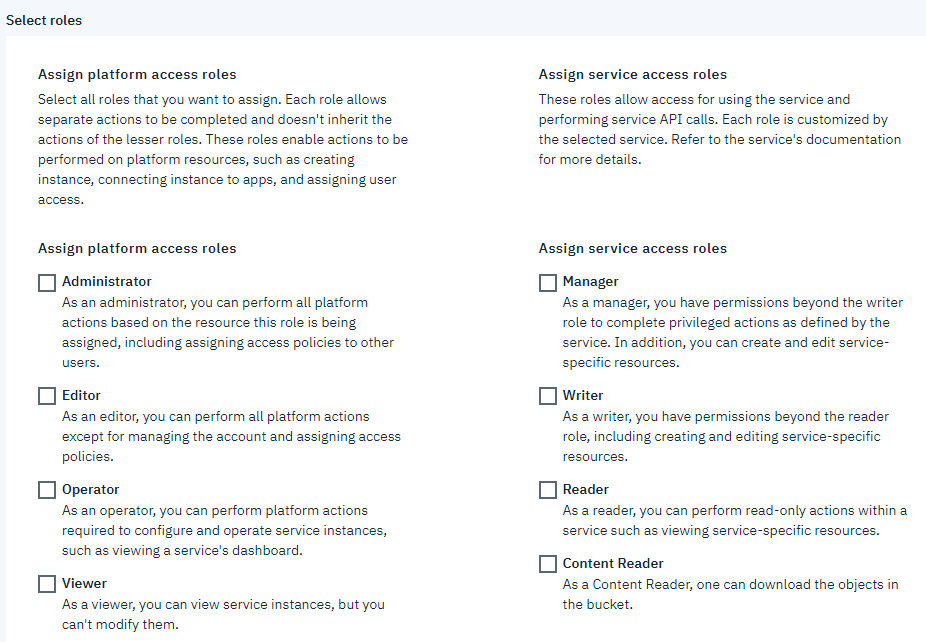 Select roles
Assign platform access roles
Select all roles that you want to assign. Each role allows
separate actions to be completed and doesn't inherit the
actions of the lesser roles. These roles enable actions to be
performed on platform resources, such as creating
instance, connecting instance to apps, and assigning user
access.
Assign service access roles
These roles allow access for using the service and
performing service API calls. Each role is customized by
the selected service. Refer to the service's documentation
for more details.
Assign platform access roles
Administrator
As an administrator, you can perform all platform
actions based on the resource this role is being
assigned, including assigning access policies to other
users.
Editor
As an editor, you can perform all platform actions
except for managing the account and assigning access
policies.
Operator
As an operator, you can perform platform actions
required to configure and operate service instances,
such as viewing a service's dashboard.
Viewer
As a viewer, you can view service instances, but you
can't modify them.
Assign service access roles
Manager
As a manager, you have permissions beyond the writer
role to complete privileged actions as defined by the
service. In addition, you can create and edit service-
specific resources.
Writer
As a writer, you have permissions beyond the reader
role, including creating and editing service-specific
resources.
Reader
As a reader, you can perform read-only actions within a
service such as viewing service-specific resources.
Content Reader
As a Content Reader, one can download the objects in
the bucket.